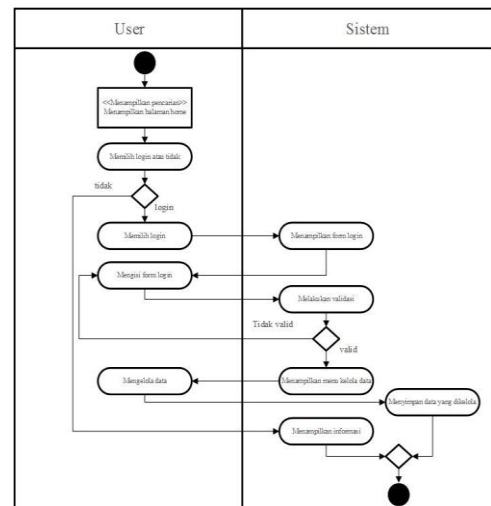 User
Sistem
<<Menampilkan pencarian>>
Menampilkan halaman home
Memilih login atau tidak
tidak
login
Memilih login
Menampilkan form login
Mengisi form login
Melakukan validasi
Tidak valid
valid
Mengelola data
Menampilkan menu kelola data
Menyimpan data yang dikelola
Menampilkan informasi